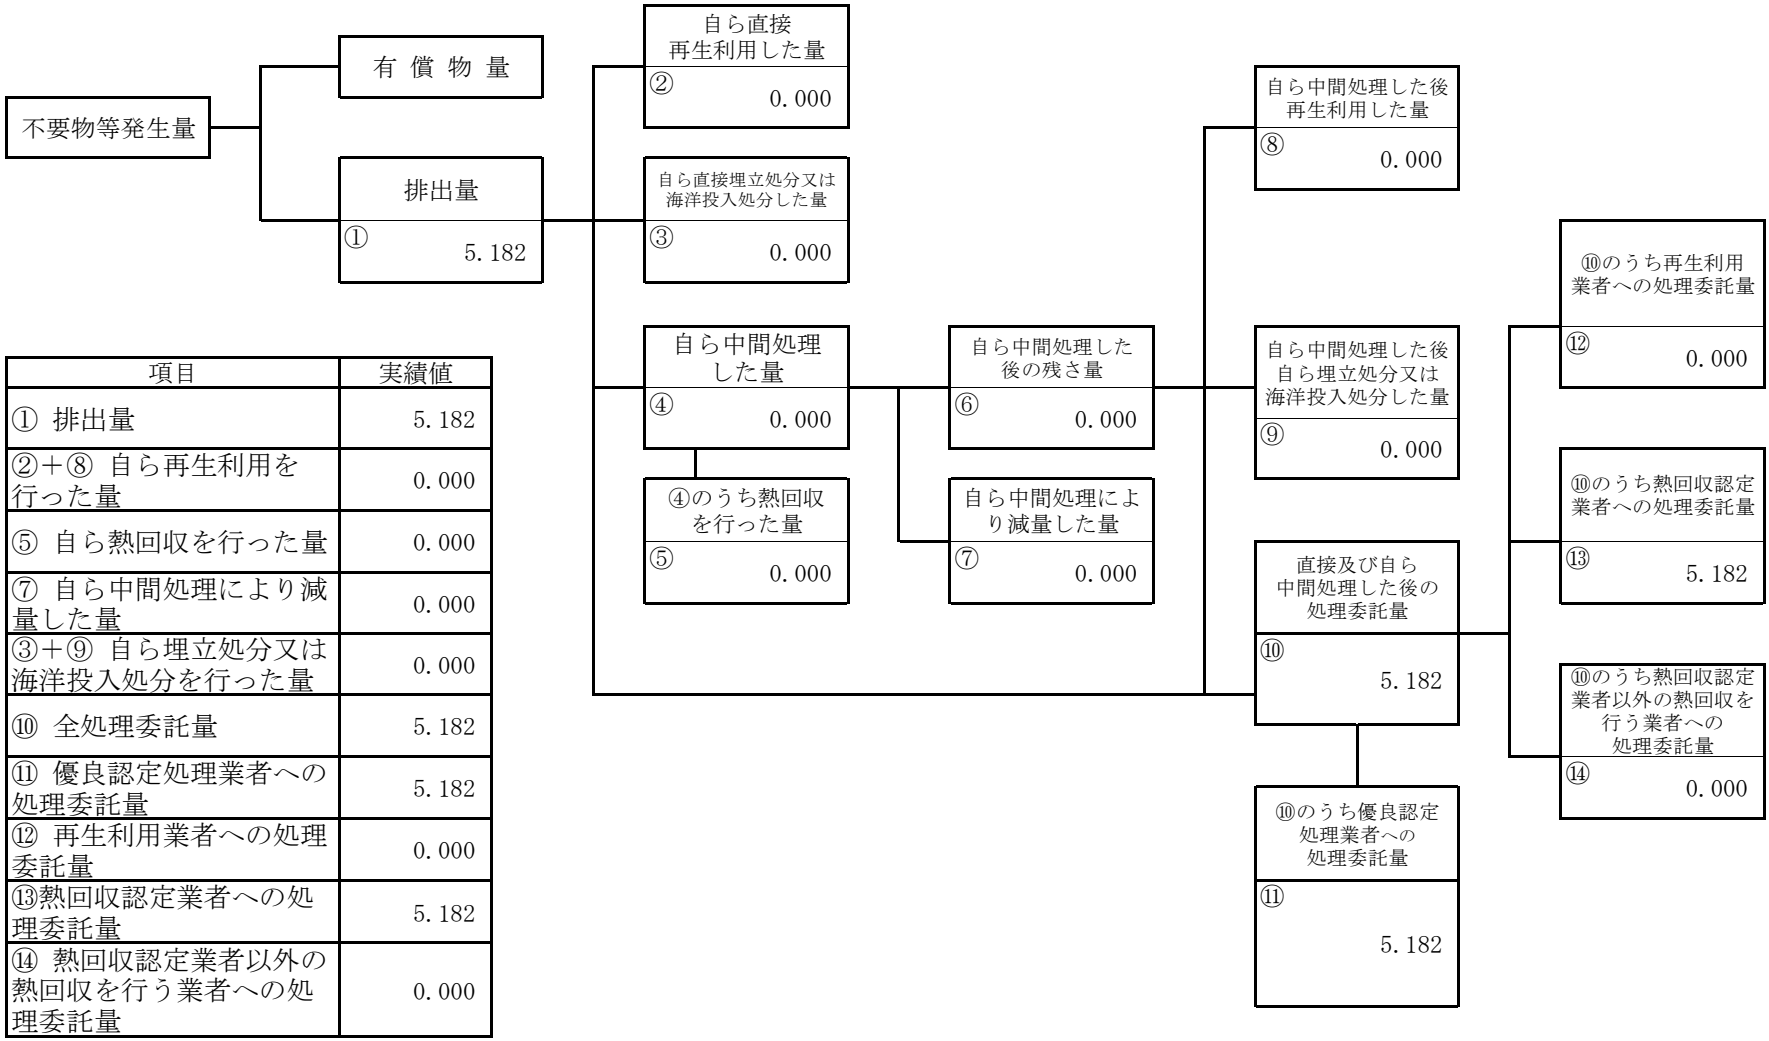 自ら直接
再生利用した量
②
0.000
有 償 物 量
不要物等発生量
排出量
①
5.182
自ら直接埋立処分又は
海洋投入処分した量
③
0.000
自ら中間処理した後
再生利用した量
⑧
0.000
⑩のうち再生利用
業者への処理委託量
⑫
0.000
自ら中間処理
した量
④
0.000
自ら中間処理した
後の残さ量
⑥
0.000
自ら中間処理した後
自ら埋立処分又は
海洋投入処分した量
⑨
0.000
④のうち熱回収
を行った量
⑤
0.000
自ら中間処理によ
り減量した量
⑦
0.000
⑩のうち熱回収認定
業者への処理委託量
⑬
5.182
直接及び自ら
中間処理した後の
処理委託量
⑩
5.182
⑩のうち熱回収認定
業者以外の熱回収を
行う業者への
処理委託量
⑭
0.000
⑩のうち優良認定
処理業者への
処理委託量
⑪
5.182
項目 実績値
① 排出量 5.182
②＋⑧ 自ら再生利用を
行った量 0.000
⑤ 自ら熱回収を行った量 0.000
⑦ 自ら中間処理により減
量した量 0.000
③＋⑨ 自ら埋立処分又は
海洋投入処分を行った量 0.000
⑩ 全処理委託量 5.182
⑪ 優良認定処理業者への
処理委託量 5.182
⑫ 再生利用業者への処理
委託量 0.000
⑬熱回収認定業者への処
理委託量 5.182
⑭ 熱回収認定業者以外の
熱回収を行う業者への処
理委託量 0.000